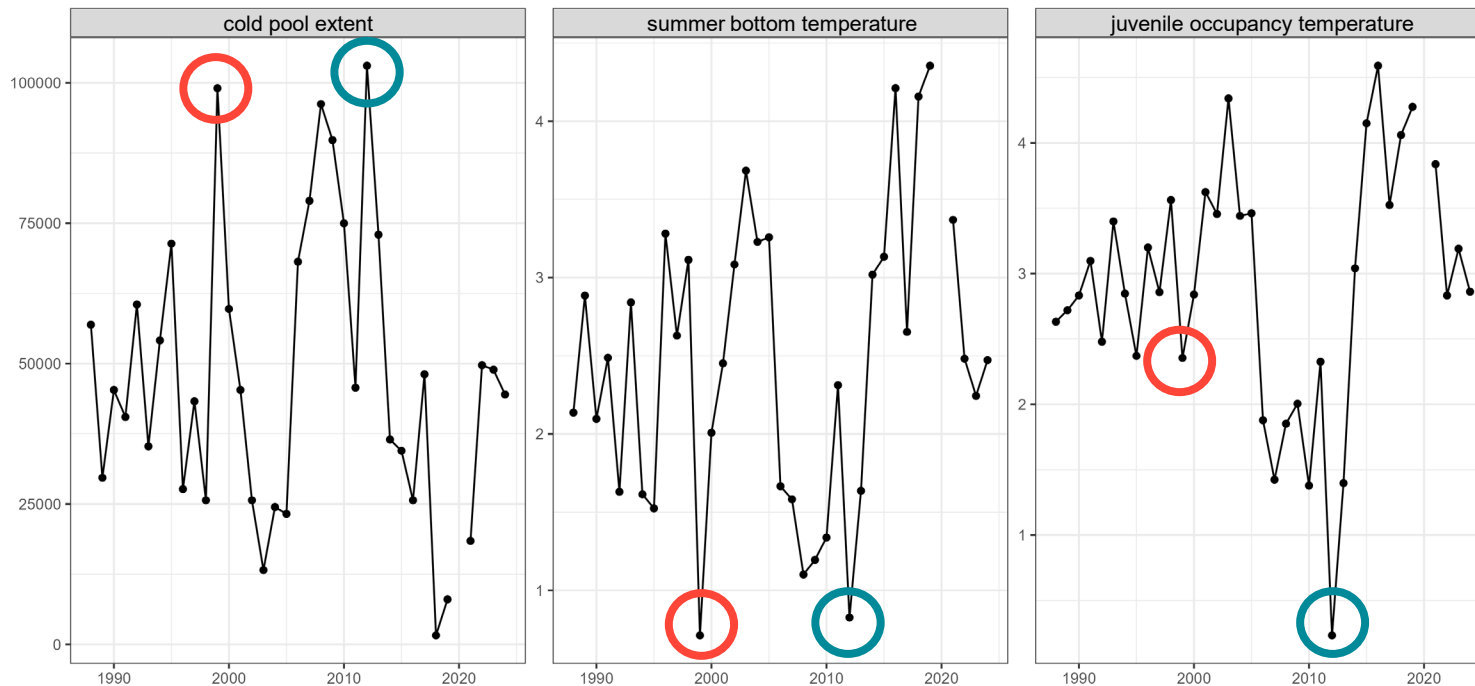 cold pool extent
summer bottom temperature
juvenile occupancy temperature
100000
75000
50000
25000
0
4
3
2
1
4
3
2
1
1990 2000 2010 2020
1990 2000 2010 2020
1990 2000 2010 2020